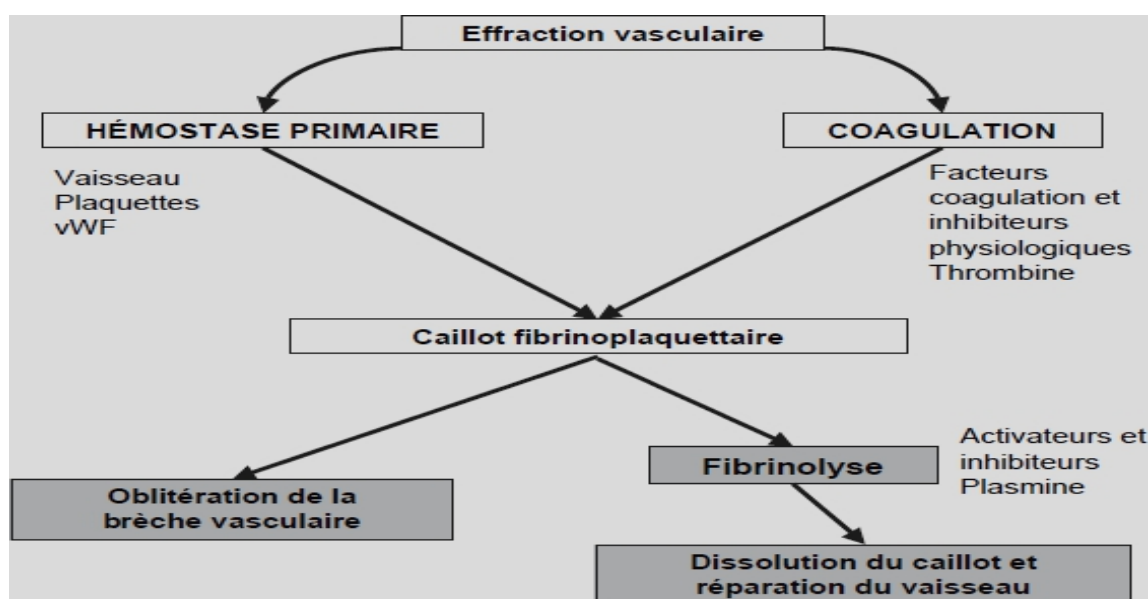 Effraction vasculaire
HÉMOSTASE PRIMAIRE
Vaisseau
Plaquettes
vWF
COAGULATION
Facteurs
coagulation et
inhibiteurs
physiologiques
Thrombine
Caillot fibrinoplaquettaire
Oblitération de la
brèche vasculaire
Fibrinolyse
Activateurs et
inhibiteurs
Plasmine
Dissolution du caillot et
réparation du vaisseau